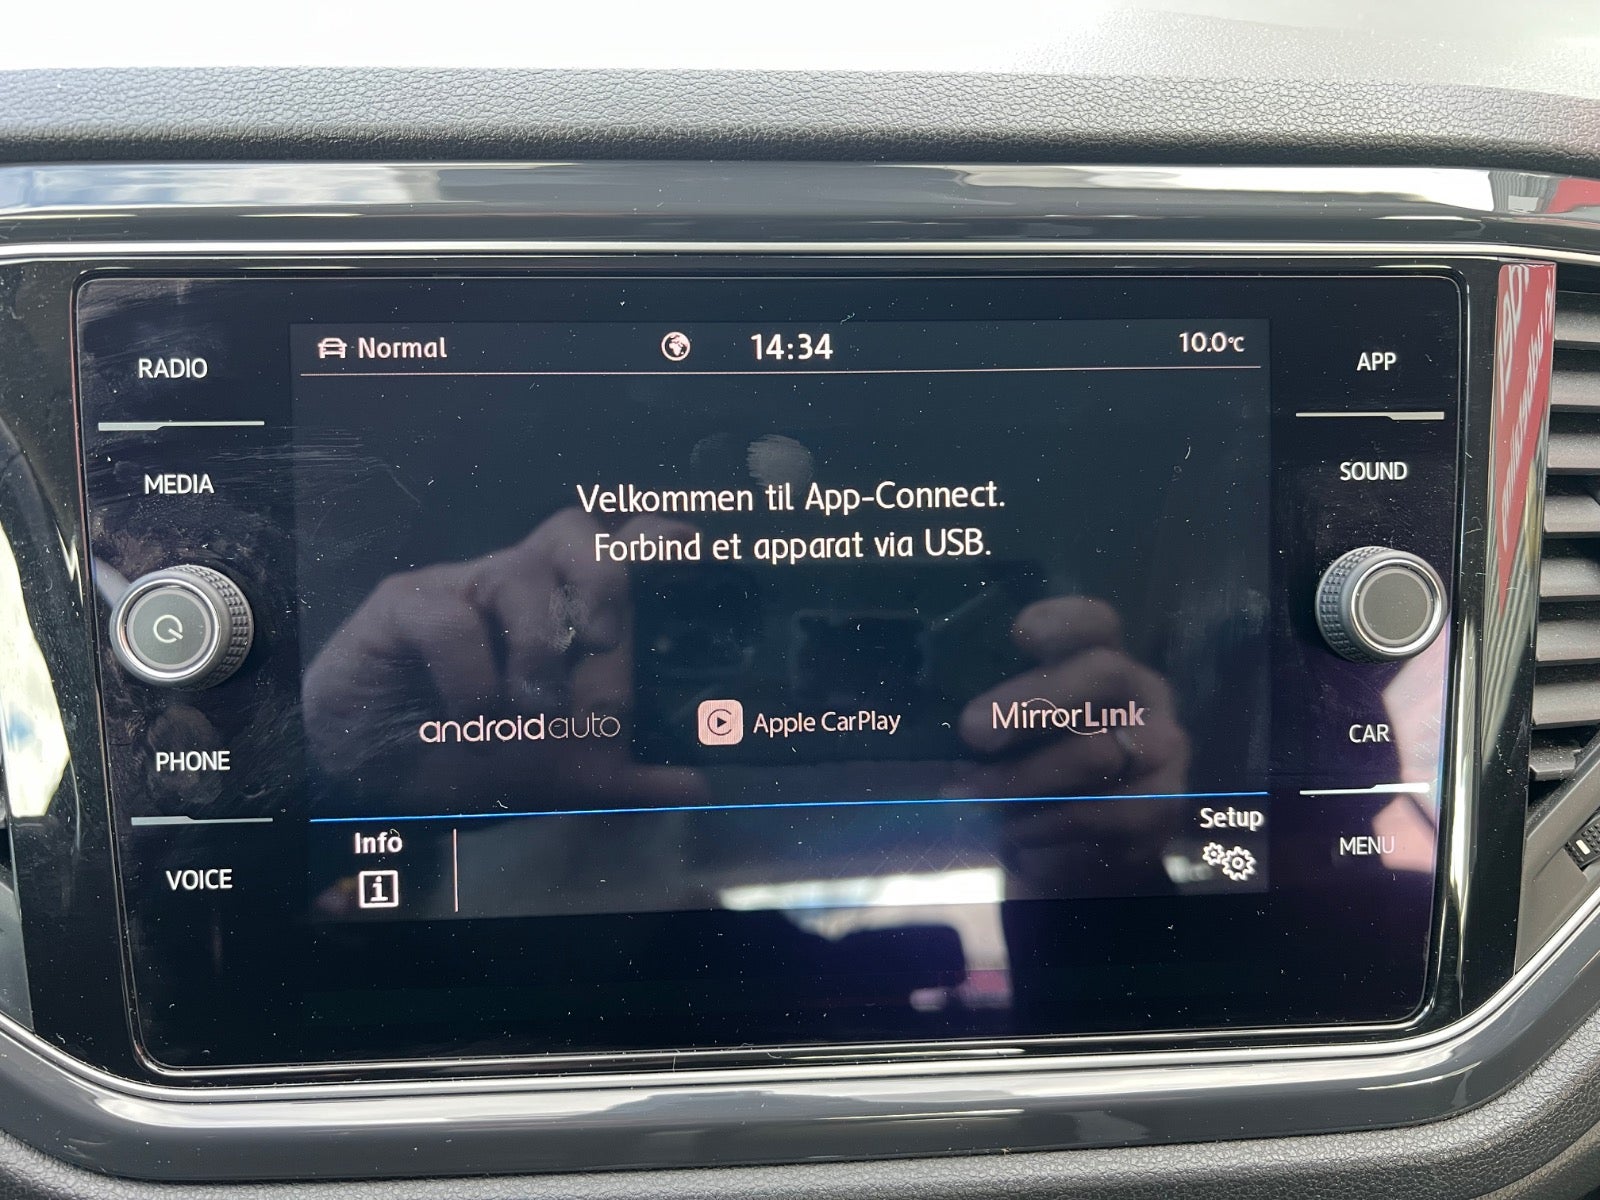 RADIO
MEDIA
PHONE
VOICE
Normal
14:34
10.0°C
Velkommen til App-Connect.
Forbind et apparat via USB.
androidauto
Apple CarPlay
MirrorLink
Info
i
Setup
APP
SOUND
CAR
MENU